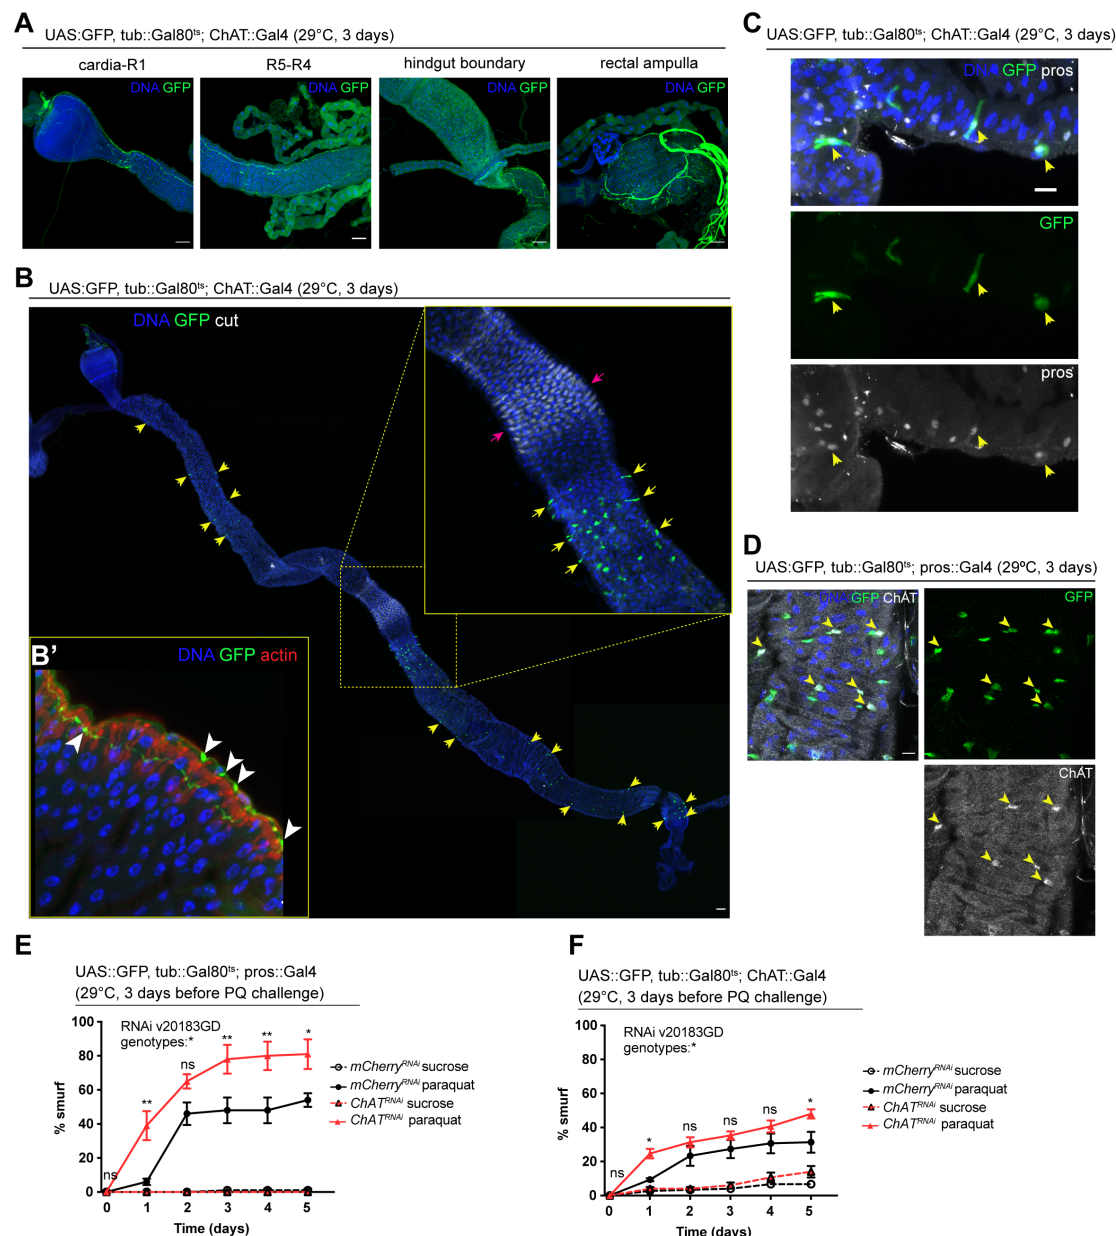 A
UAS:GFP, tub::Gal80ts; ChAT::Gal4 (29°C, 3 days)
cardia-R1
R5-R4
hindgut boundary
rectal ampulla
DNA GFP
DNA GFP
DNA GFP
DNA GFP
B
UAS:GFP, tub::Gal80ts; ChAT::Gal4 (29°C, 3 days)
DNA GFP cut
B'
DNA GFP actin
C
UAS:GFP, tub::Gal80ts; ChAT::Gal4 (29°C, 3 days)
DNA GFP pros
GFP
pros
D
UAS:GFP, tub::Gal80ts; pros::Gal4 (29ºC, 3 days)
DNA GFP ChAT
GFP
ChAT
E
UAS::GFP, tub::Gal80ts; pros::Gal4
(29°C, 3 days before PQ challenge)
RNAi v20183GD
genotypes:*
100
80
60
40
20
0
% smurf
ns
**
ns
**
**
*
0 1 2 3 4 5
Time (days)
mCherryRNAi sucrose
mCherryRNAi paraquat
ChATRNAi sucrose
ChATRNAi paraquat
F
UAS::GFP, tub::Gal80ts; ChAT::Gal4
(29°C, 3 days before PQ challenge)
RNAi v20183GD
genotypes:*
100
80
60
40
20
0
% smurf
ns
*
ns
ns
ns
*
0 1 2 3 4 5
Time (days)
mCherryRNAi sucrose
mCherryRNAi paraquat
ChATRNAi sucrose
ChATRNAi paraquat